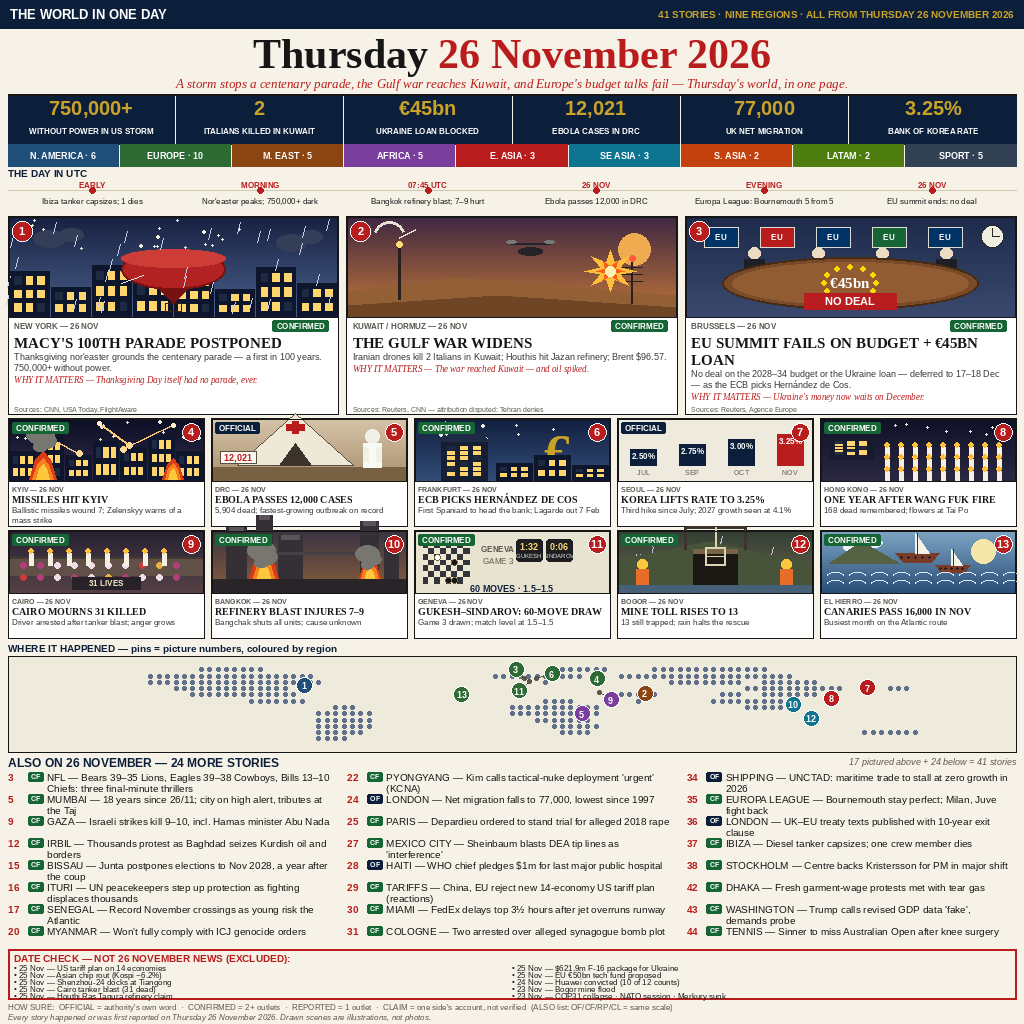 THE WORLD IN ONE DAY
41 STORIES · NINE REGIONS · ALL FROM THURSDAY 26 NOVEMBER 2026
Thursday 26 November 2026
A storm stops a centenary parade, the Gulf war reaches Kuwait, and Europe's budget talks fail — Thursday's world, in one page.
750,000+
WITHOUT POWER IN US STORM
2
ITALIANS KILLED IN KUWAIT
€45bn
UKRAINE LOAN BLOCKED
12,021
EBOLA CASES IN DRC
77,000
UK NET MIGRATION
3.25%
BANK OF KOREA RATE
N. AMERICA · 6
EUROPE · 10
M. EAST · 5
AFRICA · 5
E. ASIA · 3
SE ASIA · 3
S. ASIA · 2
LATAM · 2
SPORT · 5
THE DAY IN UTC
EARLY
Ibiza tanker capsizes; 1 dies
MORNING
Nor'easter peaks; 750,000+ dark
07:45 UTC
Bangkok refinery blast; 7–9 hurt
26 NOV
Ebola passes 12,000 in DRC
EVENING
Europa League: Bournemouth 5 from 5
26 NOV
EU summit ends: no deal
1
NEW YORK — 26 NOV
CONFIRMED
MACY'S 100TH PARADE POSTPONED
Thanksgiving nor'easter grounds the centenary parade — a first in 100 years.
750,000+ without power.
WHY IT MATTERS — Thanksgiving Day itself had no parade, ever.
Sources: CNN, USA Today, FlightAware
2
KUWAIT / HORMUZ — 26 NOV
CONFIRMED
THE GULF WAR WIDENS
Iranian drones kill 2 Italians in Kuwait; Houthis hit Jazan refinery; Brent $96.57.
WHY IT MATTERS — The war reached Kuwait — and oil spiked.
Sources: Reuters, CNN — attribution disputed: Tehran denies
3
EU
EU
EU
EU
EU
€45bn
NO DEAL
BRUSSELS — 26 NOV
CONFIRMED
EU SUMMIT FAILS ON BUDGET + €45BN
LOAN
No deal on the 2028–34 budget or the Ukraine loan — deferred to 17–18 Dec
— as the ECB picks Hernández de Cos.
WHY IT MATTERS — Ukraine's money now waits on December.
Sources: Reuters, Agence Europe
CONFIRMED
4
KYIV — 26 NOV
MISSILES HIT KYIV
Ballistic missiles wound 7; Zelenskyy warns of a
mass strike
OFFICIAL
5
12,021
DRC — 26 NOV
EBOLA PASSES 12,000 CASES
5,904 dead; fastest-growing outbreak on record
CONFIRMED
6
£
FRANKFURT — 26 NOV
ECB PICKS HERNÁNDEZ DE COS
First Spaniard to head the bank; Lagarde out 7 Feb
OFFICIAL
7
2.50%
2.75%
3.00%
3.25%
JUL
SEP
OCT
NOV
SEOUL — 26 NOV
KOREA LIFTS RATE TO 3.25%
Third hike since July; 2027 growth seen at 4.1%
CONFIRMED
8
HONG KONG — 26 NOV
ONE YEAR AFTER WANG FUK FIRE
168 dead remembered; flowers at Tai Po
CONFIRMED
9
31 LIVES
CAIRO — 26 NOV
CAIRO MOURNS 31 KILLED
Driver arrested after tanker blast; anger grows
CONFIRMED
10
BANGKOK — 26 NOV
REFINERY BLAST INJURES 7–9
Bangchak shuts all units; cause unknown
CONFIRMED
11
GENEVA
GAME 3
1:32
GUKESH
0:06
SINDAROV
60 MOVES · 1.5–1.5
GENEVA — 26 NOV
GUKESH–SINDAROV: 60-MOVE DRAW
Game 3 drawn; match level at 1.5–1.5
CONFIRMED
12
BOGOR — 26 NOV
MINE TOLL RISES TO 13
13 still trapped; rain halts the rescue
CONFIRMED
13
EL HIERRO — 26 NOV
CANARIES PASS 16,000 IN NOV
Busiest month on the Atlantic route
WHERE IT HAPPENED — pins = picture numbers, coloured by region
1
13
3
11
6
4
9
5
2
10
12
8
7
ALSO ON 26 NOVEMBER — 24 MORE STORIES
17 pictured above + 24 below = 41 stories
3 CF NFL — Bears 39–35 Lions, Eagles 39–38 Cowboys, Bills 13–10
Chiefs: three final-minute thrillers
5 CF MUMBAI — 18 years since 26/11; city on high alert, tributes at
the Taj
9 CF GAZA — Israeli strikes kill 9–10, incl. Hamas minister Abu Nada
12 CF IRBIL — Thousands protest as Baghdad seizes Kurdish oil and
borders
15 CF BISSAU — Junta postpones elections to Nov 2028, a year after
the coup
16 CF ITURI — UN peacekeepers step up protection as fighting
displaces thousands
17 CF SENEGAL — Record November crossings as young risk the
Atlantic
20 CF MYANMAR — Won't fully comply with ICJ genocide orders
22 CF PYONGYANG — Kim calls tactical-nuke deployment 'urgent'
(KCNA)
24 OF LONDON — Net migration falls to 77,000, lowest since 1997
25 CF PARIS — Depardieu ordered to stand trial for alleged 2018 rape
27 CF MEXICO CITY — Sheinbaum blasts DEA tip lines as
'interference'
28 OF HAITI — WHO chief pledges $1m for last major public hospital
29 CF TARIFFS — China, EU reject new 14-economy US tariff plan
(reactions)
30 CF MIAMI — FedEx delays top 3½ hours after jet overruns runway
31 CF COLOGNE — Two arrested over alleged synagogue bomb plot
34 OF SHIPPING — UNCTAD: maritime trade to stall at zero growth in
2026
35 CF EUROPA LEAGUE — Bournemouth stay perfect; Milan, Juve
fight back
36 OF LONDON — UK–EU treaty texts published with 10-year exit
clause
37 CF IBIZA — Diesel tanker capsizes; one crew member dies
38 CF STOCKHOLM — Centre backs Kristersson for PM in major shift
42 CF DHAKA — Fresh garment-wage protests met with tear gas
43 CF WASHINGTON — Trump calls revised GDP data 'fake',
demands probe
44 CF TENNIS — Sinner to miss Australian Open after knee surgery
DATE CHECK — NOT 26 NOVEMBER NEWS (EXCLUDED):
• 25 Nov — US tariff plan on 14 economies
• 25 Nov — Asian chip rout (Kospi −6.2%)
• 25 Nov — Shenzhou-24 docks at Tiangong
• 25 Nov — Cairo tanker blast (31 dead)
• 25 Nov — Houthi Ras Tanura refinery claim
• 25 Nov — $621.9m F-16 package for Ukraine
• 25 Nov — EU €50bn tech fund proposed
• 24 Nov — Huawei convicted (10 of 12 counts)
• 23 Nov — Bogor mine flood
• 23 Nov — COP31 collapse · NATO session · Merkury sunk
HOW SURE: OFFICIAL = authority's own word · CONFIRMED = 2+ outlets · REPORTED = 1 outlet · CLAIM = one side's account, not verified (ALSO list: OF/CF/RP/CL = same scale)
Every story happened or was first reported on Thursday 26 November 2026. Drawn scenes are illustrations, not photos.